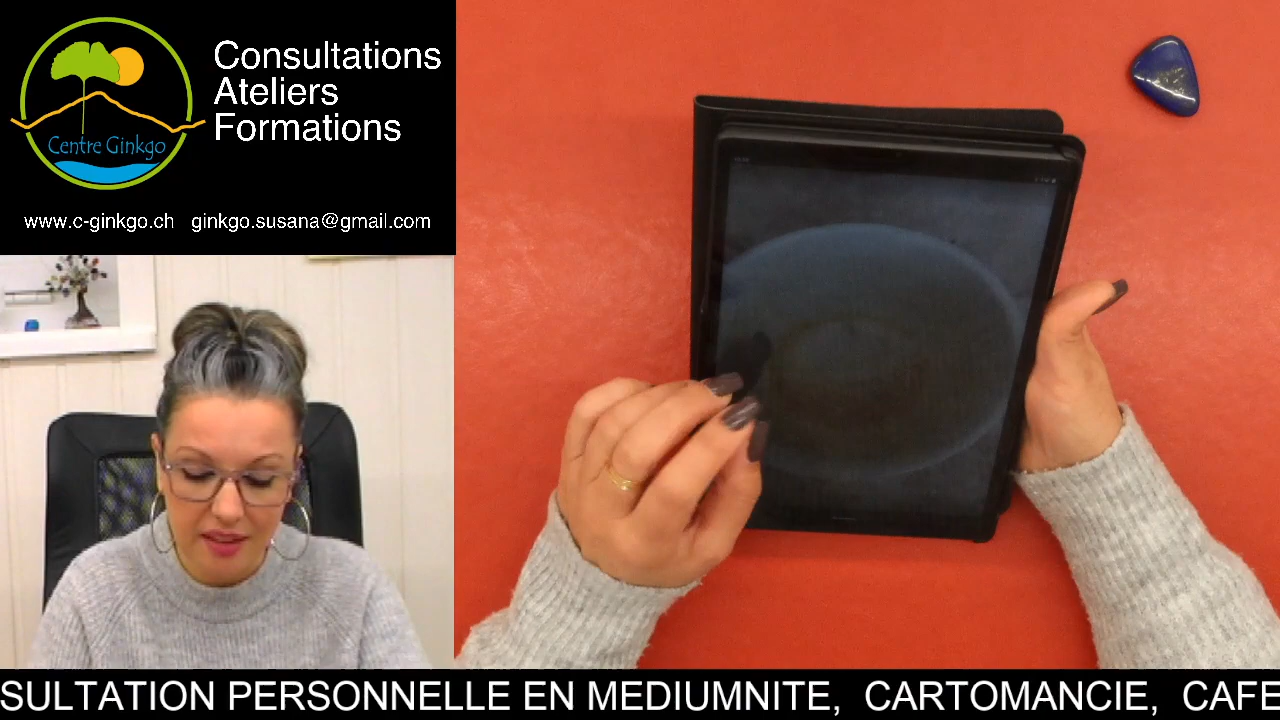 Consultations
Ateliers
Formations
Centre Ginkgo
www.c-ginkgo.ch ginkgo.susana@gmail.com
SULTATION PERSONNELLE EN MEDIUMNITE, CARTOMANCIE, CAFE